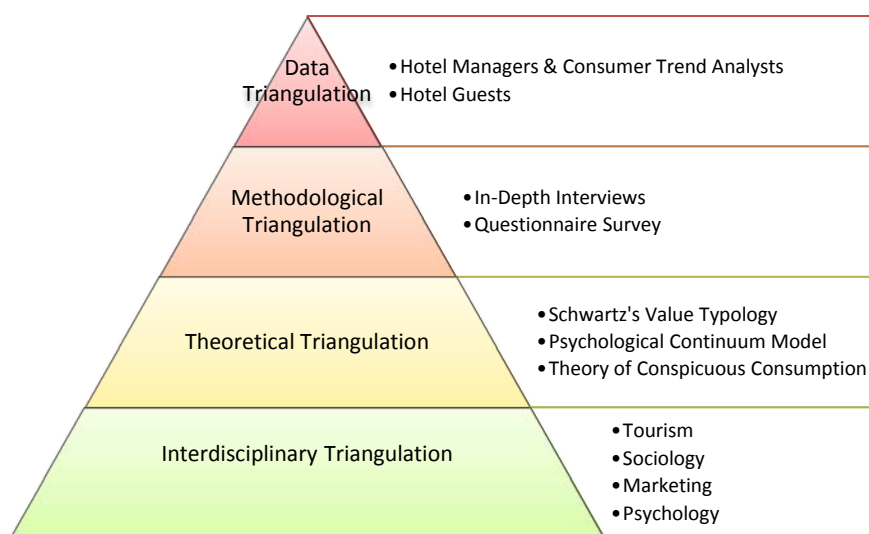 Data
Triangulation
•Hotel Managers & Consumer Trend Analysts
•Hotel Guests
Methodological
Triangulation
•In-Depth Interviews
•Questionnaire Survey
Theoretical Triangulation
•Schwartz's Value Typology
•Psychological Continuum Model
•Theory of Conspicuous Consumption
Interdisciplinary Triangulation
•Tourism
•Sociology
•Marketing
•Psychology